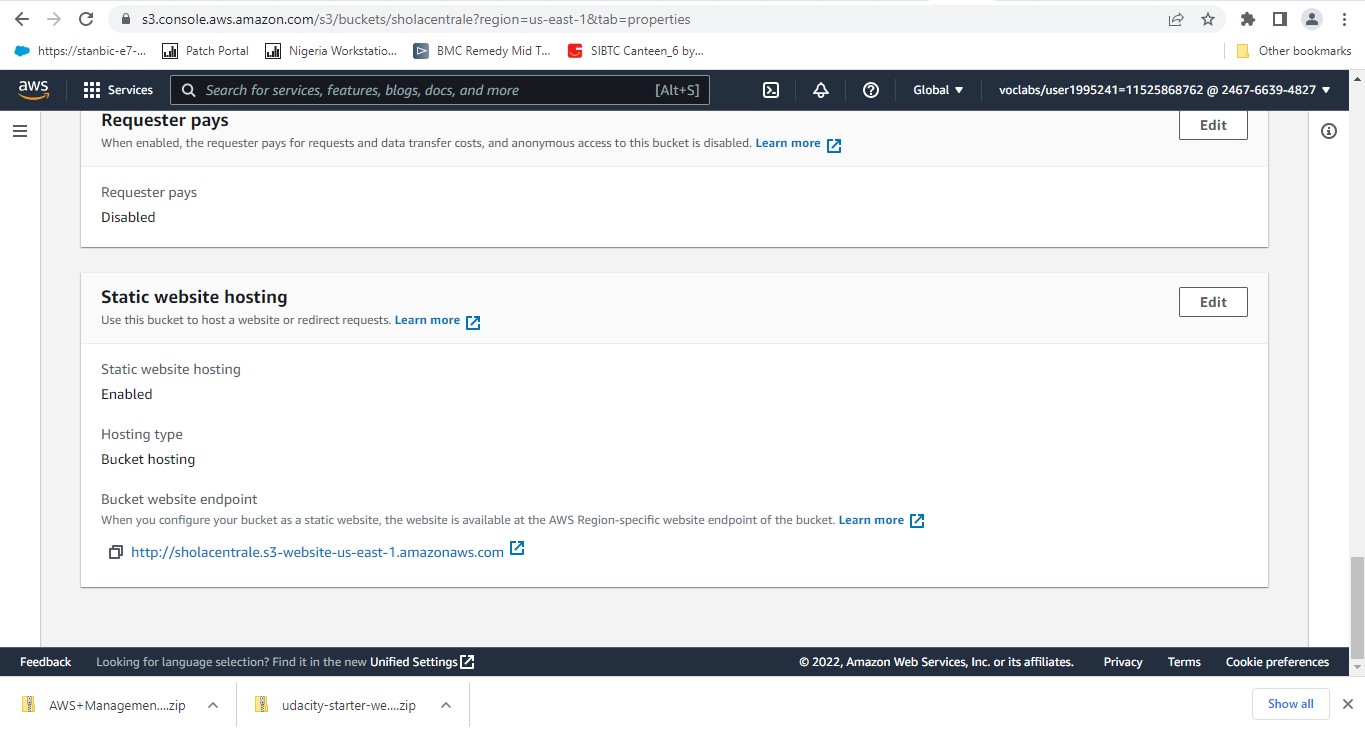 s3.console.aws.amazon.com/s3/buckets/sholacentrale?region=us-east-1&tab=properties
https://stanbic-e7-... Patch Portal Nigeria Workstatio... BMC Remedy Mid T... SIBTC Canteen_6 by... Other bookmarks
aws Services Search for services, features, blogs, docs, and more [Alt+S] Global voclabs/user1995241=11525868762 @ 2467-6639-4827
Requester pays Edit
When enabled, the requester pays for requests and data transfer costs, and anonymous access to this bucket is disabled. Learn more
Requester pays
Disabled
Static website hosting Edit
Use this bucket to host a website or redirect requests. Learn more
Static website hosting
Enabled
Hosting type
Bucket hosting
Bucket website endpoint
When you configure your bucket as a static website, the website is available at the AWS Region-specific website endpoint of the bucket. Learn more
http://sholacentrale.s3-website-us-east-1.amazonaws.com
Feedback Looking for language selection? Find it in the new Unified Settings © 2022, Amazon Web Services, Inc. or its affiliates. Privacy Terms Cookie preferences
AWS+Managemen....zip udacity-starter-we....zip Show all